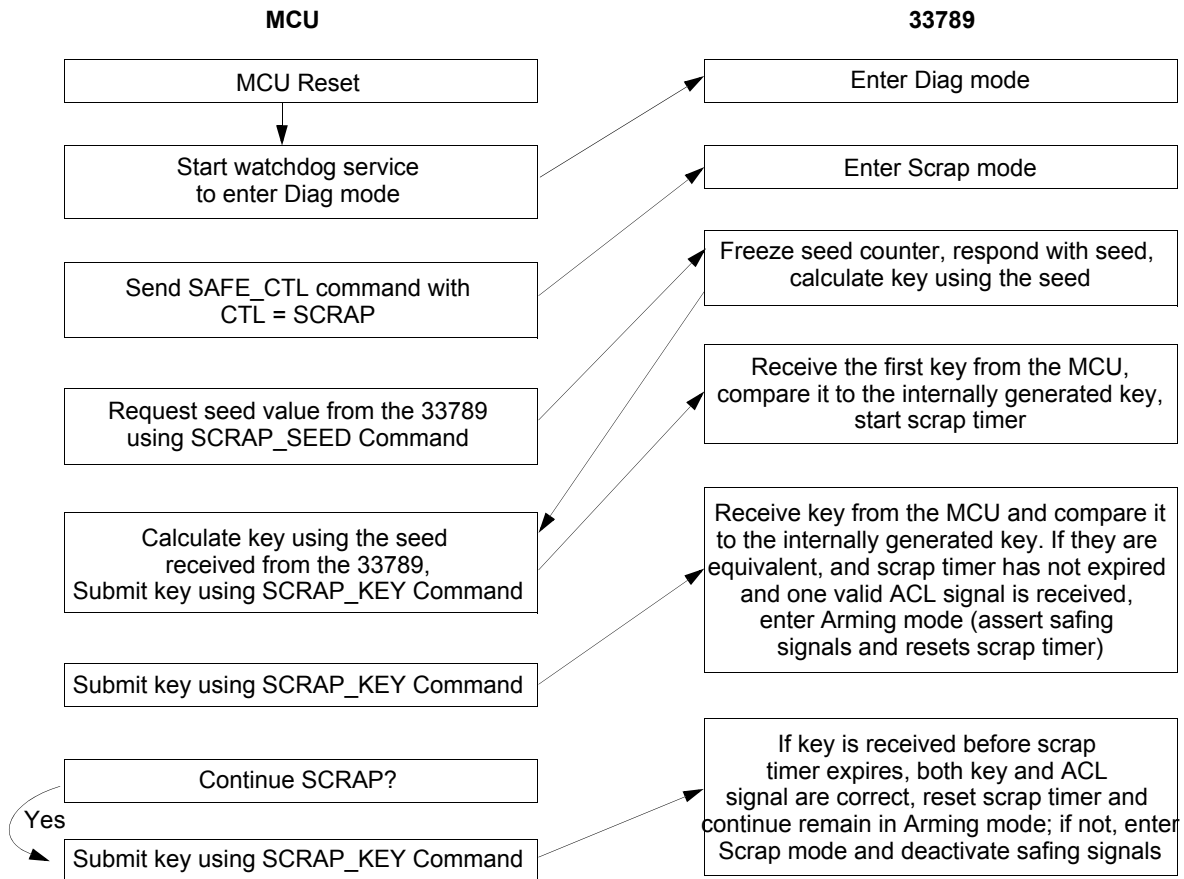 MCU
33789
MCU Reset
Enter Diag mode
Start watchdog service
to enter Diag mode
Enter Scrap mode
Send SAFE_CTL command with
CTL = SCRAP
Freeze seed counter, respond with seed,
calculate key using the seed
Request seed value from the 33789
using SCRAP_SEED Command
Receive the first key from the MCU,
compare it to the internally generated key,
start scrap timer
Calculate key using the seed
received from the 33789,
Submit key using SCRAP_KEY Command
Receive key from the MCU and compare it
to the internally generated key. If they are
equivalent, and scrap timer has not expired
and one valid ACL signal is received,
enter Arming mode (assert safing
signals and resets scrap timer)
Submit key using SCRAP_KEY Command
Continue SCRAP?
Yes
Submit key using SCRAP_KEY Command
If key is received before scrap
timer expires, both key and ACL
signal are correct, reset scrap timer and
continue remain in Arming mode; if not, enter
Scrap mode and deactivate safing signals